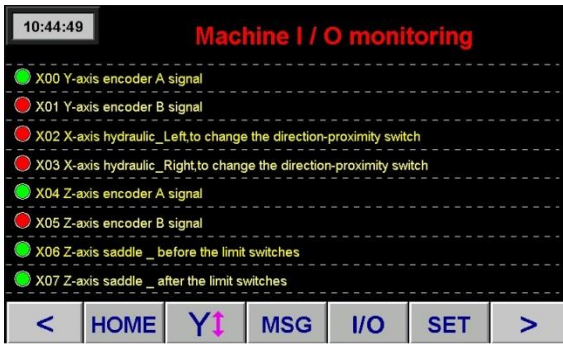 10:44:49
Machine I / O monitoring
X00 Y-axis encoder A signal
X01 Y-axis encoder B signal
X02 X-axis hydraulic_Left,to change the direction-proximity switch
X03 X-axis hydraulic_Right,to change the direction-proximity switch
X04 Z-axis encoder A signal
X05 Z-axis encoder B signal
X06 Z-axis saddle _ before the limit switches
X07 Z-axis saddle _ after the limit switches
< HOME Y MSG I/O SET >